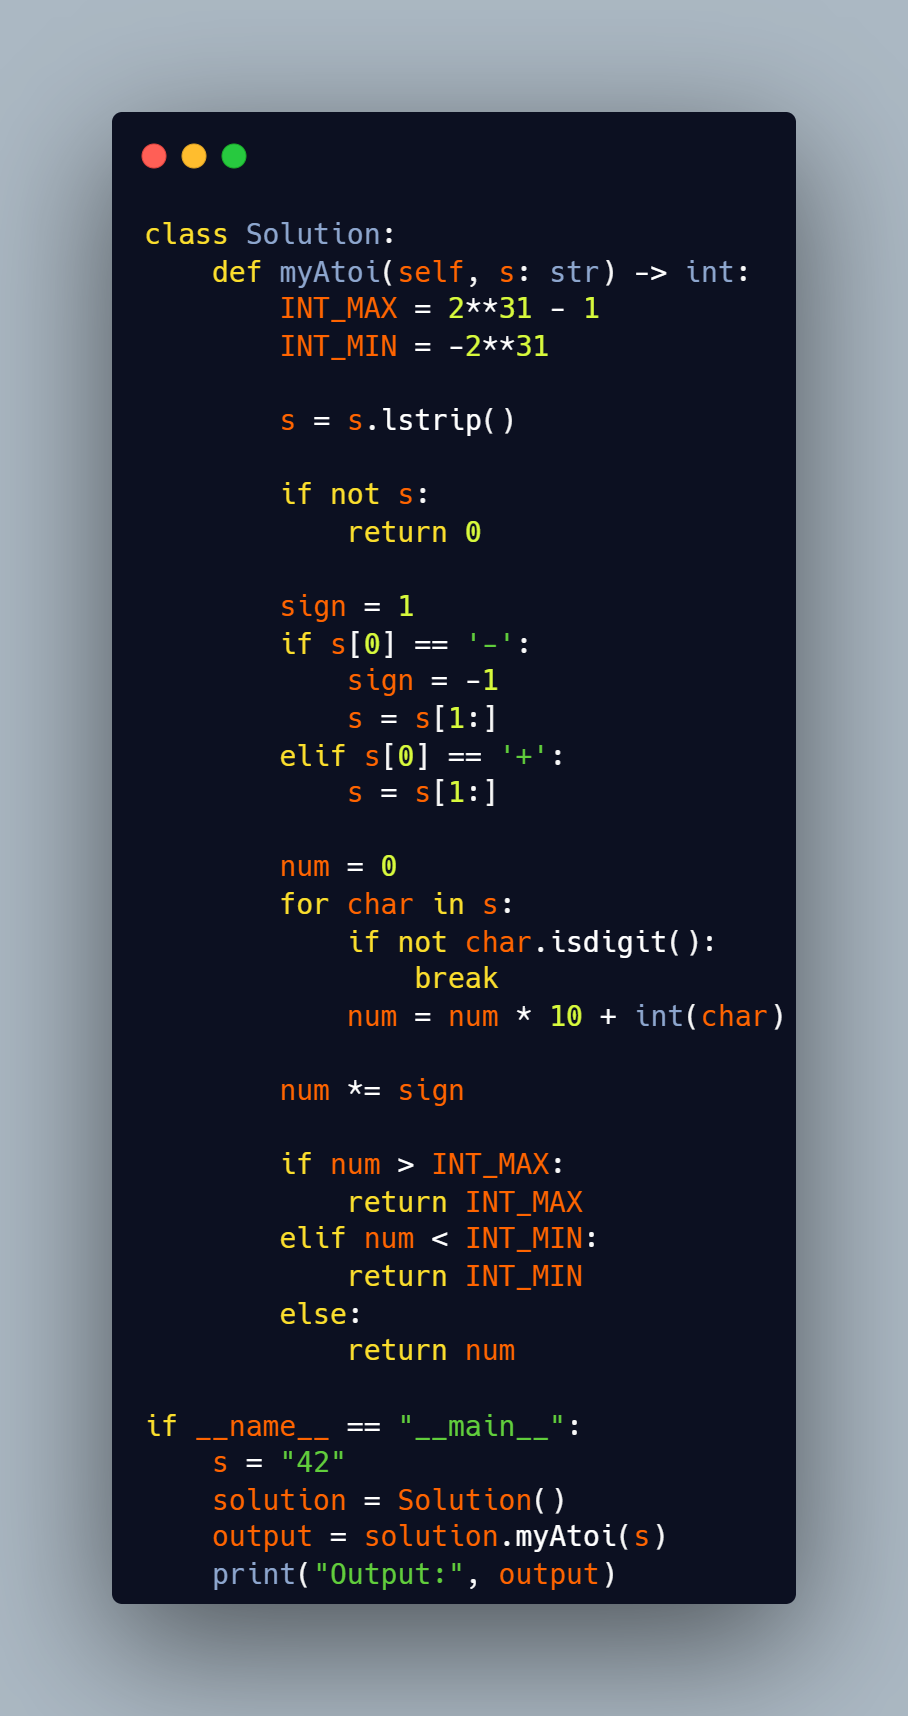 class Solution:
    def myAtoi(self, s: str) -> int:
        INT_MAX = 2**31 - 1
        INT_MIN = -2**31

        s = s.lstrip()

        if not s:
            return 0

        sign = 1
        if s[0] == '-':
            sign = -1
            s = s[1:]
        elif s[0] == '+':
            s = s[1:]

        num = 0
        for char in s:
            if not char.isdigit():
                break
            num = num * 10 + int(char)

        num *= sign

        if num > INT_MAX:
            return INT_MAX
        elif num < INT_MIN:
            return INT_MIN
        else:
            return num

if __name__ == "__main__":
    s = "42"
    solution = Solution()
    output = solution.myAtoi(s)
    print("Output:", output)